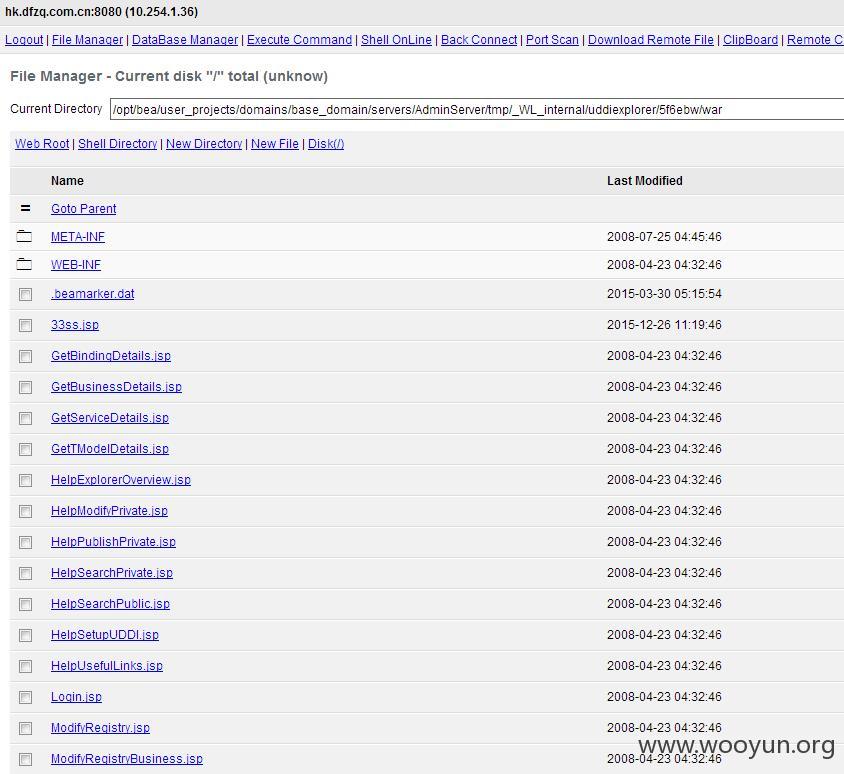 hk.dfzq.com.cn:8080 (10.254.1.36)
Logout | File Manager | DataBase Manager | Execute Command | Shell OnLine | Back Connect | Port Scan | Download Remote File | ClipBoard | Remote C
File Manager - Current disk "/" total (unknow)
Current Directory /opt/bea/user_projects/domains/base_domain/servers/AdminServer/tmp/_WL_internal/uddiexplorer/5f6ebw/war
Web Root | Shell Directory | New Directory | New File | Disk(/)
Name Last Modified
= Goto Parent
META-INF 2008-07-25 04:45:46
WEB-INF 2008-04-23 04:32:46
.beamarker.dat 2015-03-30 05:15:54
33ss.jsp 2015-12-26 11:19:46
GetBindingDetails.jsp 2008-04-23 04:32:46
GetBusinessDetails.jsp 2008-04-23 04:32:46
GetServiceDetails.jsp 2008-04-23 04:32:46
GetTModelDetails.jsp 2008-04-23 04:32:46
HelpExplorerOverview.jsp 2008-04-23 04:32:46
HelpModifyPrivate.jsp 2008-04-23 04:32:46
HelpPublishPrivate.jsp 2008-04-23 04:32:46
HelpSearchPrivate.jsp 2008-04-23 04:32:46
HelpSearchPublic.jsp 2008-04-23 04:32:46
HelpSetupUDDI.jsp 2008-04-23 04:32:46
HelpUsefulLinks.jsp 2008-04-23 04:32:46
Login.jsp 2008-04-23 04:32:46
ModifyRegistry.jsp 2008-04-23 04:32:46
ModifyRegistryBusiness.jsp 2008-04-23 04:32:46
www.wooyun.org